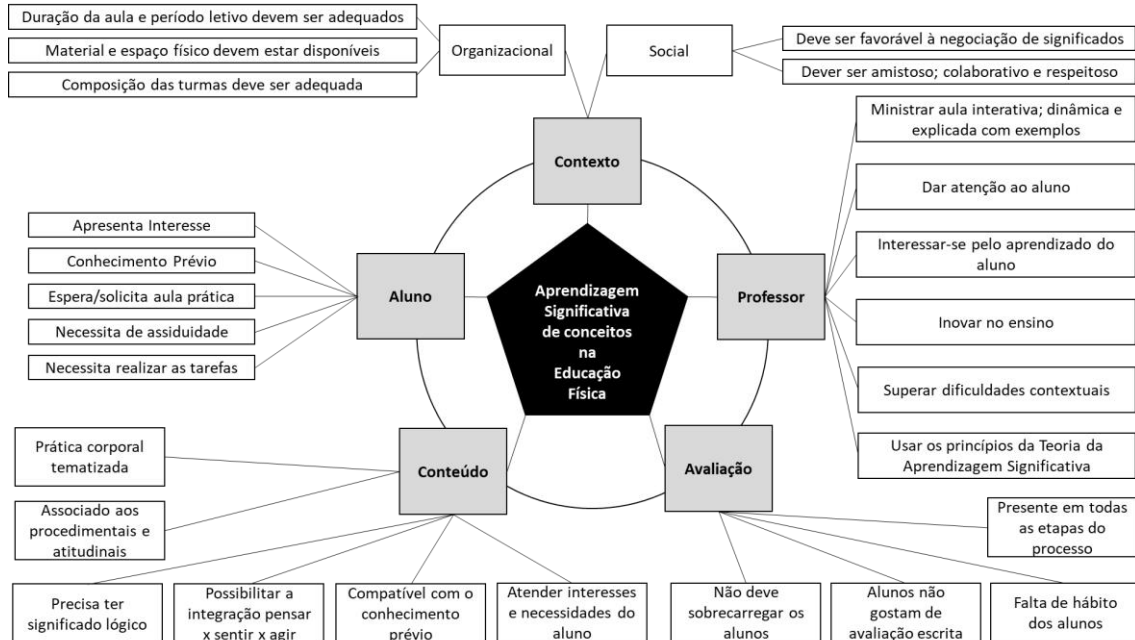 Duração da aula e período letivo devem ser adequados
Material e espaço físico devem estar disponíveis
Composição das turmas deve ser adequada
Organizacional
Social
Deve ser favorável à negociação de significados
Dever ser amistoso; colaborativo e respeitoso
Contexto
Ministrar aula interativa; dinâmica e
explicada com exemplos
Dar atenção ao aluno
Interessar-se pelo aprendizado do
aluno
Inovar no ensino
Superar dificuldades contextuais
Usar os princípios da Teoria da
Aprendizagem Significativa
Professor
Apresenta Interesse
Conhecimento Prévio
Espera/solicita aula prática
Necessita de assiduidade
Necessita realizar as tarefas
Aluno
Aprendizagem
Significativa
de conceitos
na
Educação
Física
Prática corporal
tematizada
Associado aos
procedimentais e
atitudinais
Conteúdo
Avaliação
Presente em todas
as etapas do
processo
Precisa ter
significado lógico
Possibilitar a
integração pensar
x sentir x agir
Compatível com o
conhecimento
prévio
Atender interesses
e necessidades do
aluno
Não deve
sobrecarregar os
alunos
Alunos não
gostam de
avaliação escrita
Falta de hábito
dos alunos